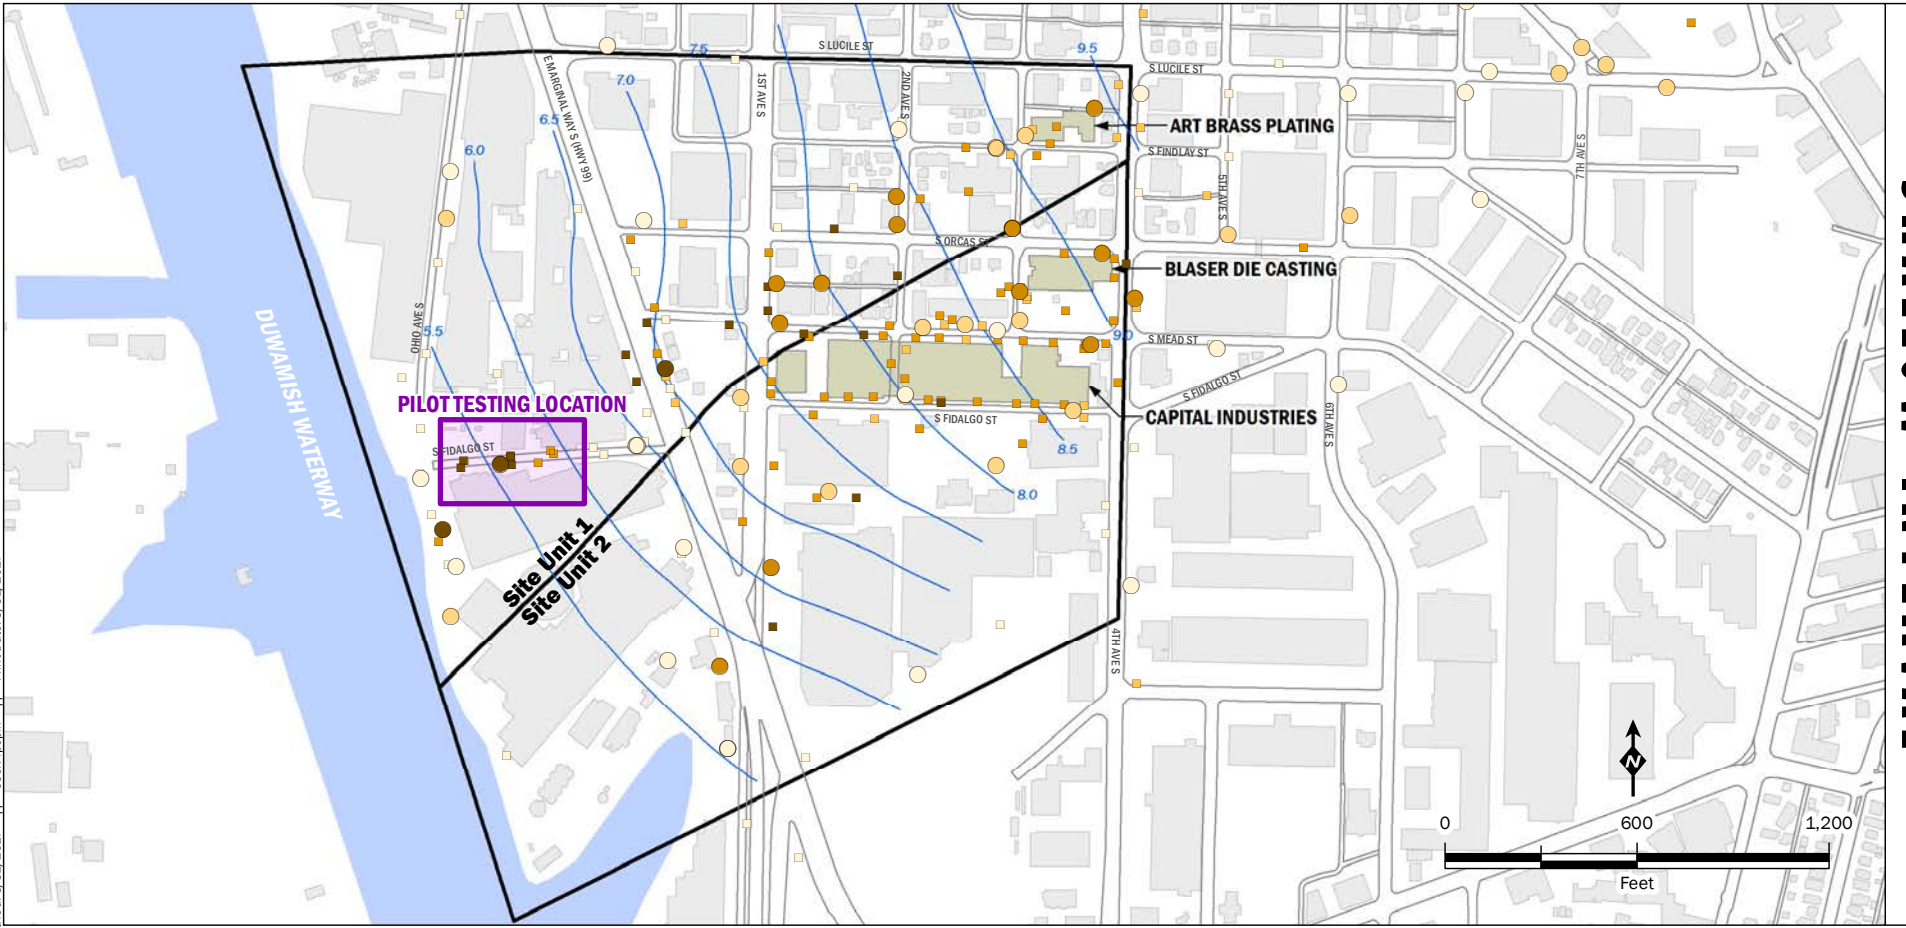 S LUCILE ST
7.5
9.5
S LUCILE ST
7.0
E MARGINAL WAY S (HWY 99)
1ST AVE S
2ND AVE S
6.5
ART BRASS PLATING
6.0
S FINDLAY ST
7TH AVE S
5TH AVE S
S ORCAS ST
BLASER DIE CASTING
DUWAMISH WATERWAY
OHIO AVE S
5.5
9.0
S MEAD ST
S FIDALGO ST
PILOT TESTING LOCATION
S FIDALGO ST
CAPITAL INDUSTRIES
6TH AVE S
S FIDALGO ST
8.5
8.0
Site Unit 1
Site Unit 2
4TH AVE S
N
0 600 1,200
Feet